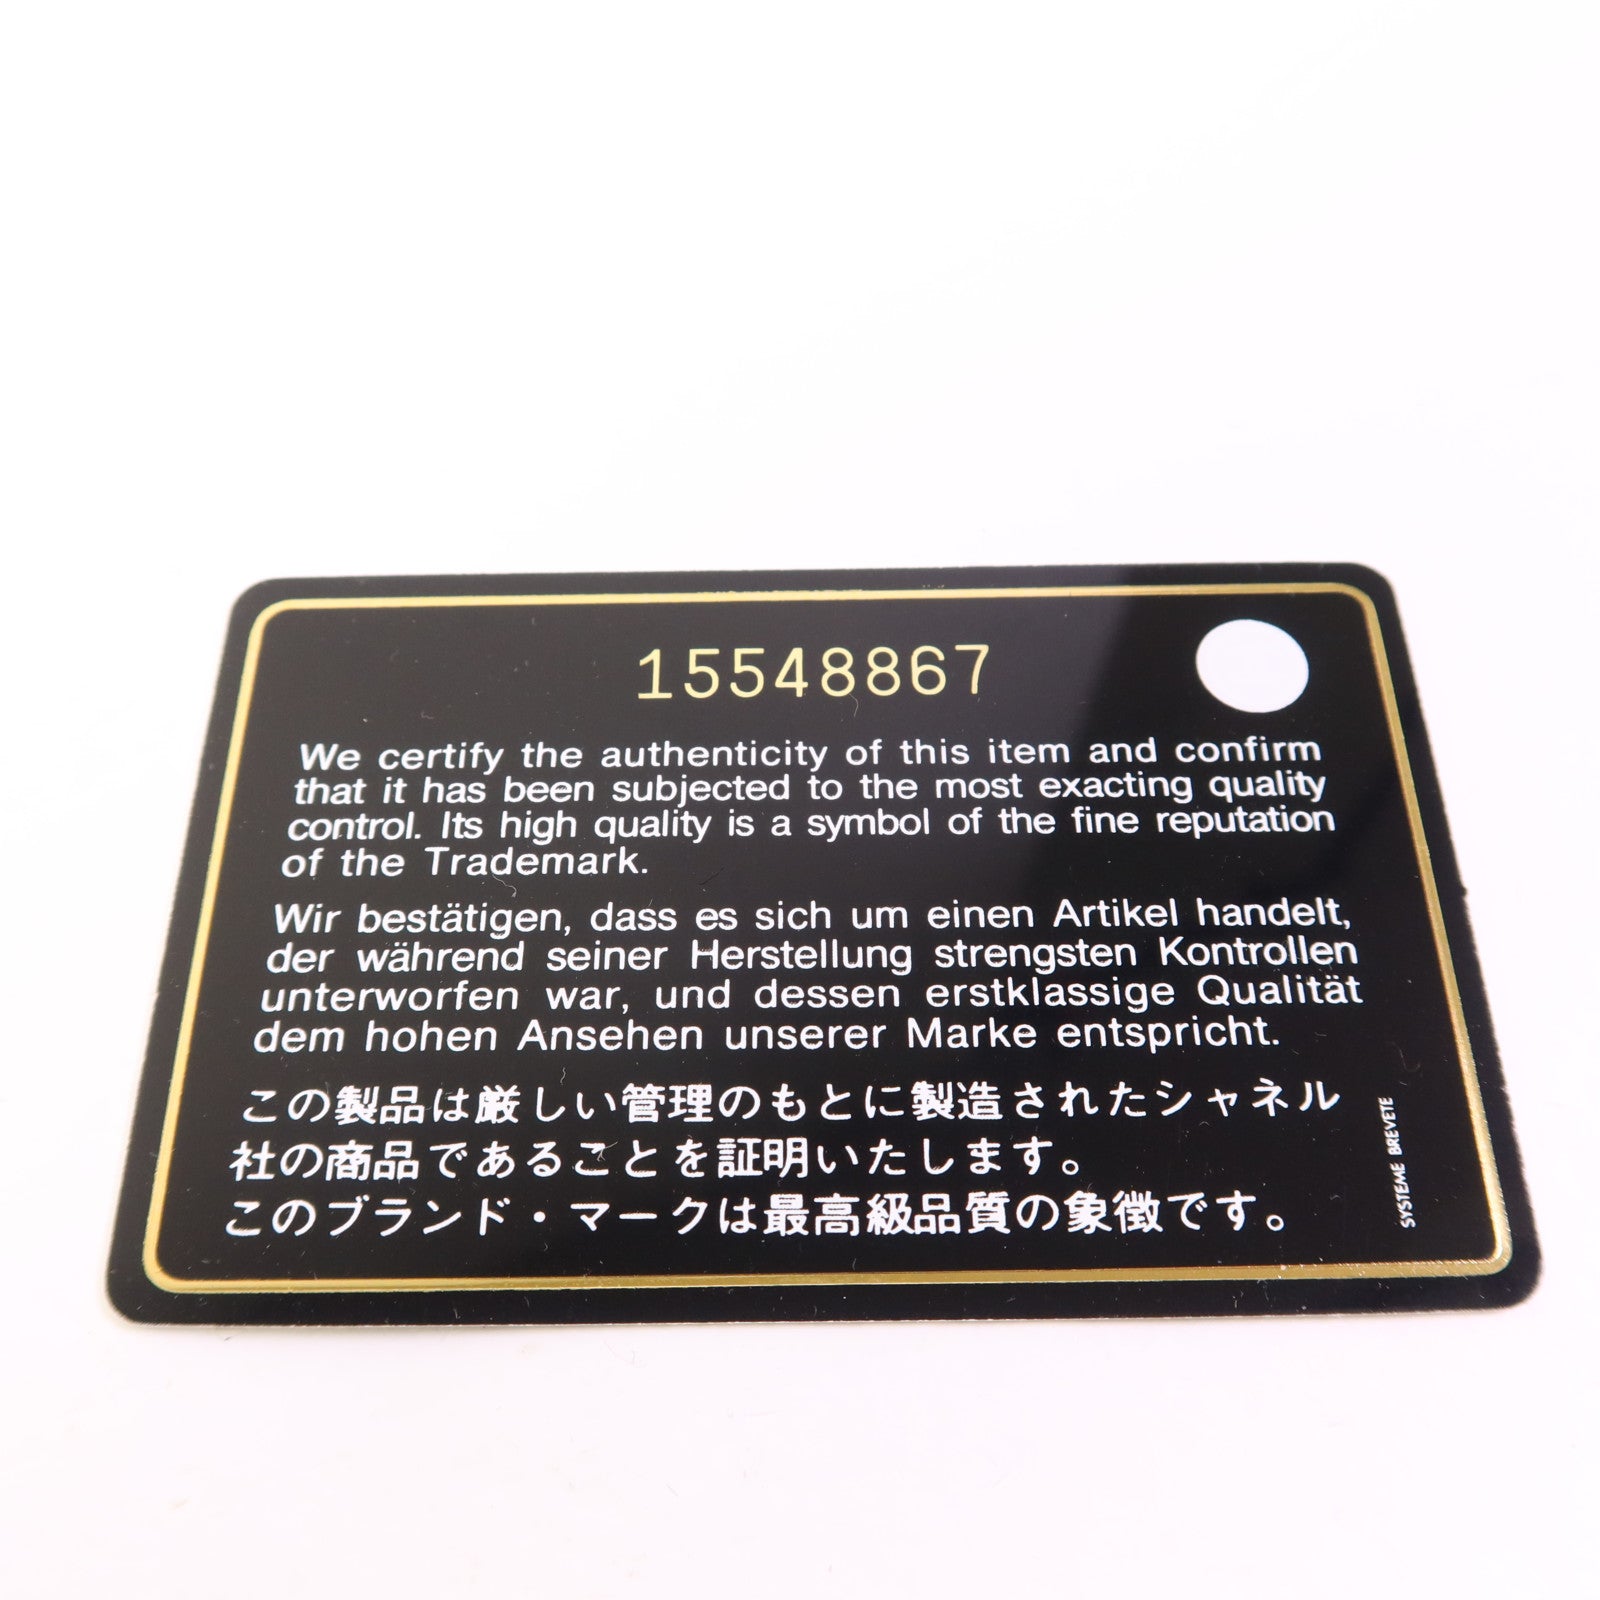 15548867
We certify the authenticity of this item and confirm
that it has been subjected to the most exacting quality
control. Its high quality is a symbol of the fine reputation
of the Trademark.
Wir bestätigen, dass es sich um einen Artikel handelt,
der während seiner Herstellung strengsten Kontrollen
unterworfen war, und dessen erstklassige Qualität
dem hohen Ansehen unserer Marke entspricht.
この製品は厳しい管理のもとに製造されたシャネル
社の商品であることを証明いたします。
このブランド・マークは最高級品質の象徴です。
SYSTEME BREVETE